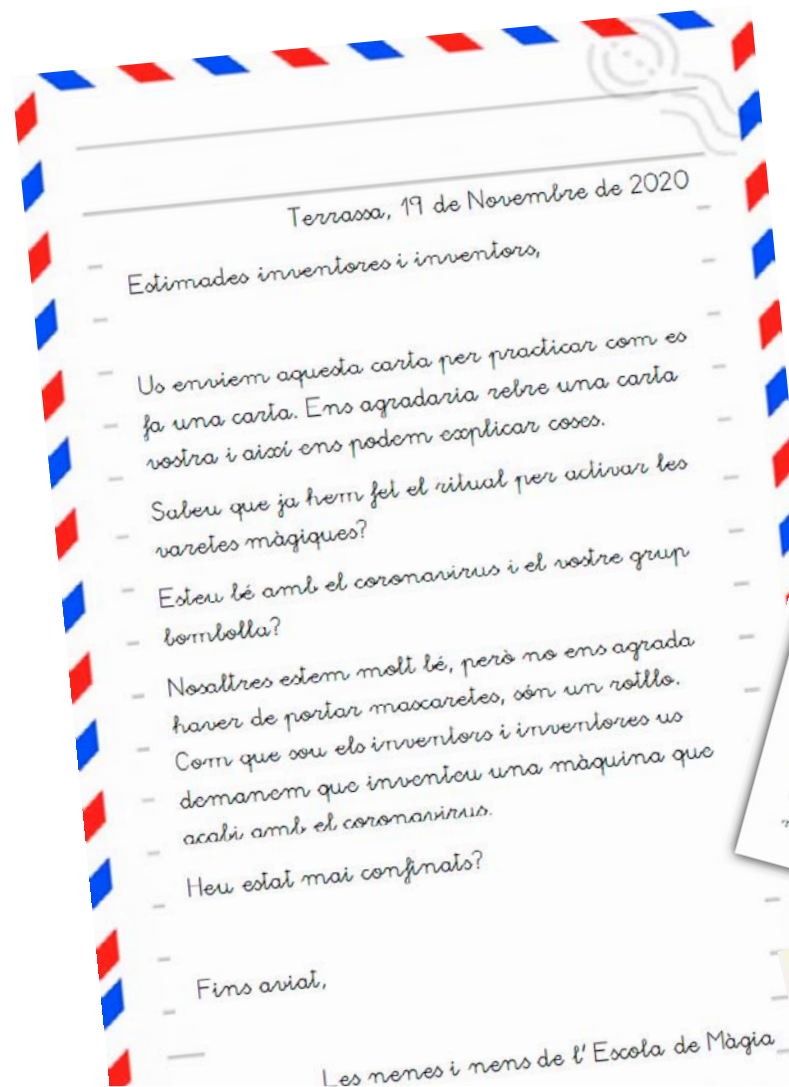 Terrassa, 19 de Novembre de 2020
Estimades inventores i inventors,
Us enviem aquesta carta per practicar com es
fa una carta. Ens agradaria rebre una carta
vostra i així ens podem explicar coses.
Sabeu que ja hem fet el ritual per activar les
varetes màgiques?
Esteu bé amb el coronavirus i el vostre grup
bombolla?
Nosaltres estem molt bé, però no ens agrada
haver de portar mascaretes, són un rotllo.
Com que sou els inventors i inventores us
demanem que inventeu una màquina que
acabi amb el coronavirus.
Heu estat mai confinats?
Fins aviat,
Les nenes i nens de l' Escola de Màgia